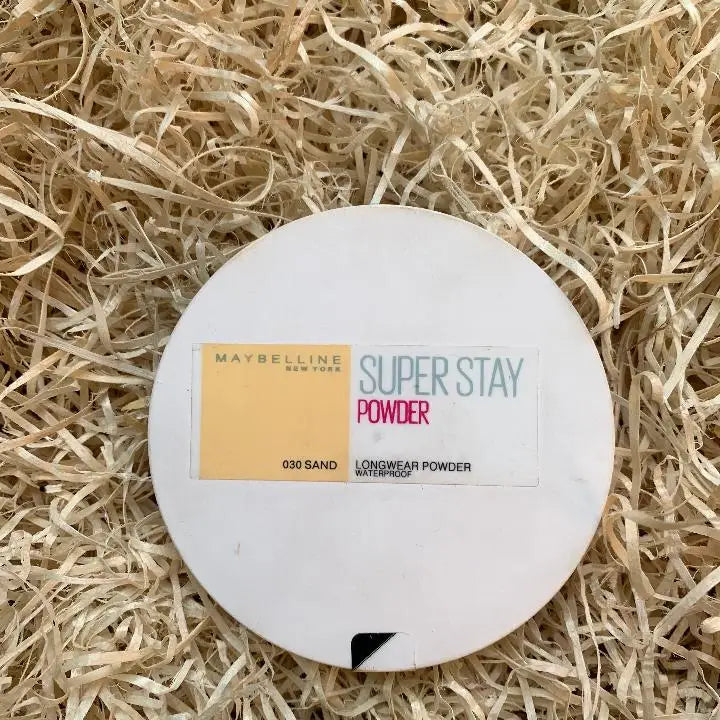 MAYBELLINE
NEW YORK
030 SAND
SUPER STAY
POWDER
LONGWEAR POWDER
WATERPROOF